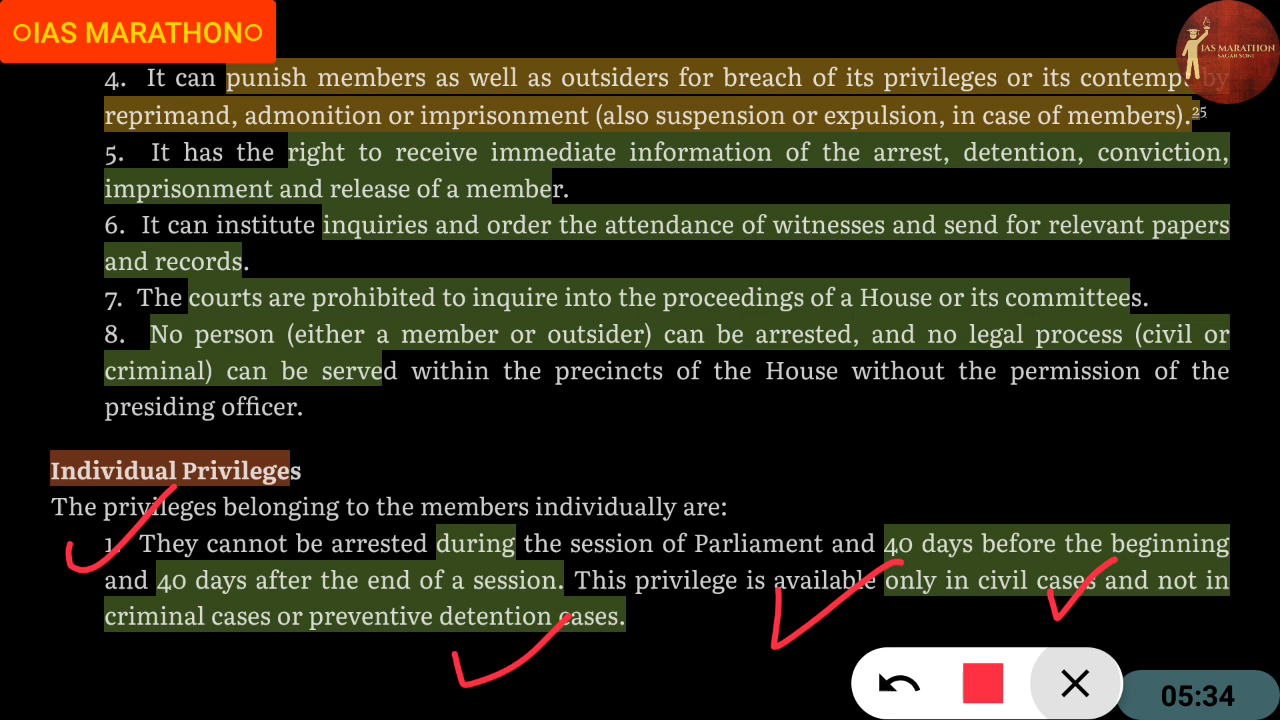 ○IAS MARATHON○
IAS MARATHON
SAGAR SONI
4. It can punish members as well as outsiders for breach of its privileges or its contempt by
reprimand, admonition or imprisonment (also suspension or expulsion, in case of members).25
5. It has the right to receive immediate information of the arrest, detention, conviction,
imprisonment and release of a member.
6. It can institute inquiries and order the attendance of witnesses and send for relevant papers
and records.
7. The courts are prohibited to inquire into the proceedings of a House or its committees.
8. No person (either a member or outsider) can be arrested, and no legal process (civil or
criminal) can be served within the precincts of the House without the permission of the
presiding officer.
Individual Privileges
The privileges belonging to the members individually are:
1. They cannot be arrested during the session of Parliament and 40 days before the beginning
and 40 days after the end of a session. This privilege is available only in civil cases and not in
criminal cases or preventive detention cases.
05:34